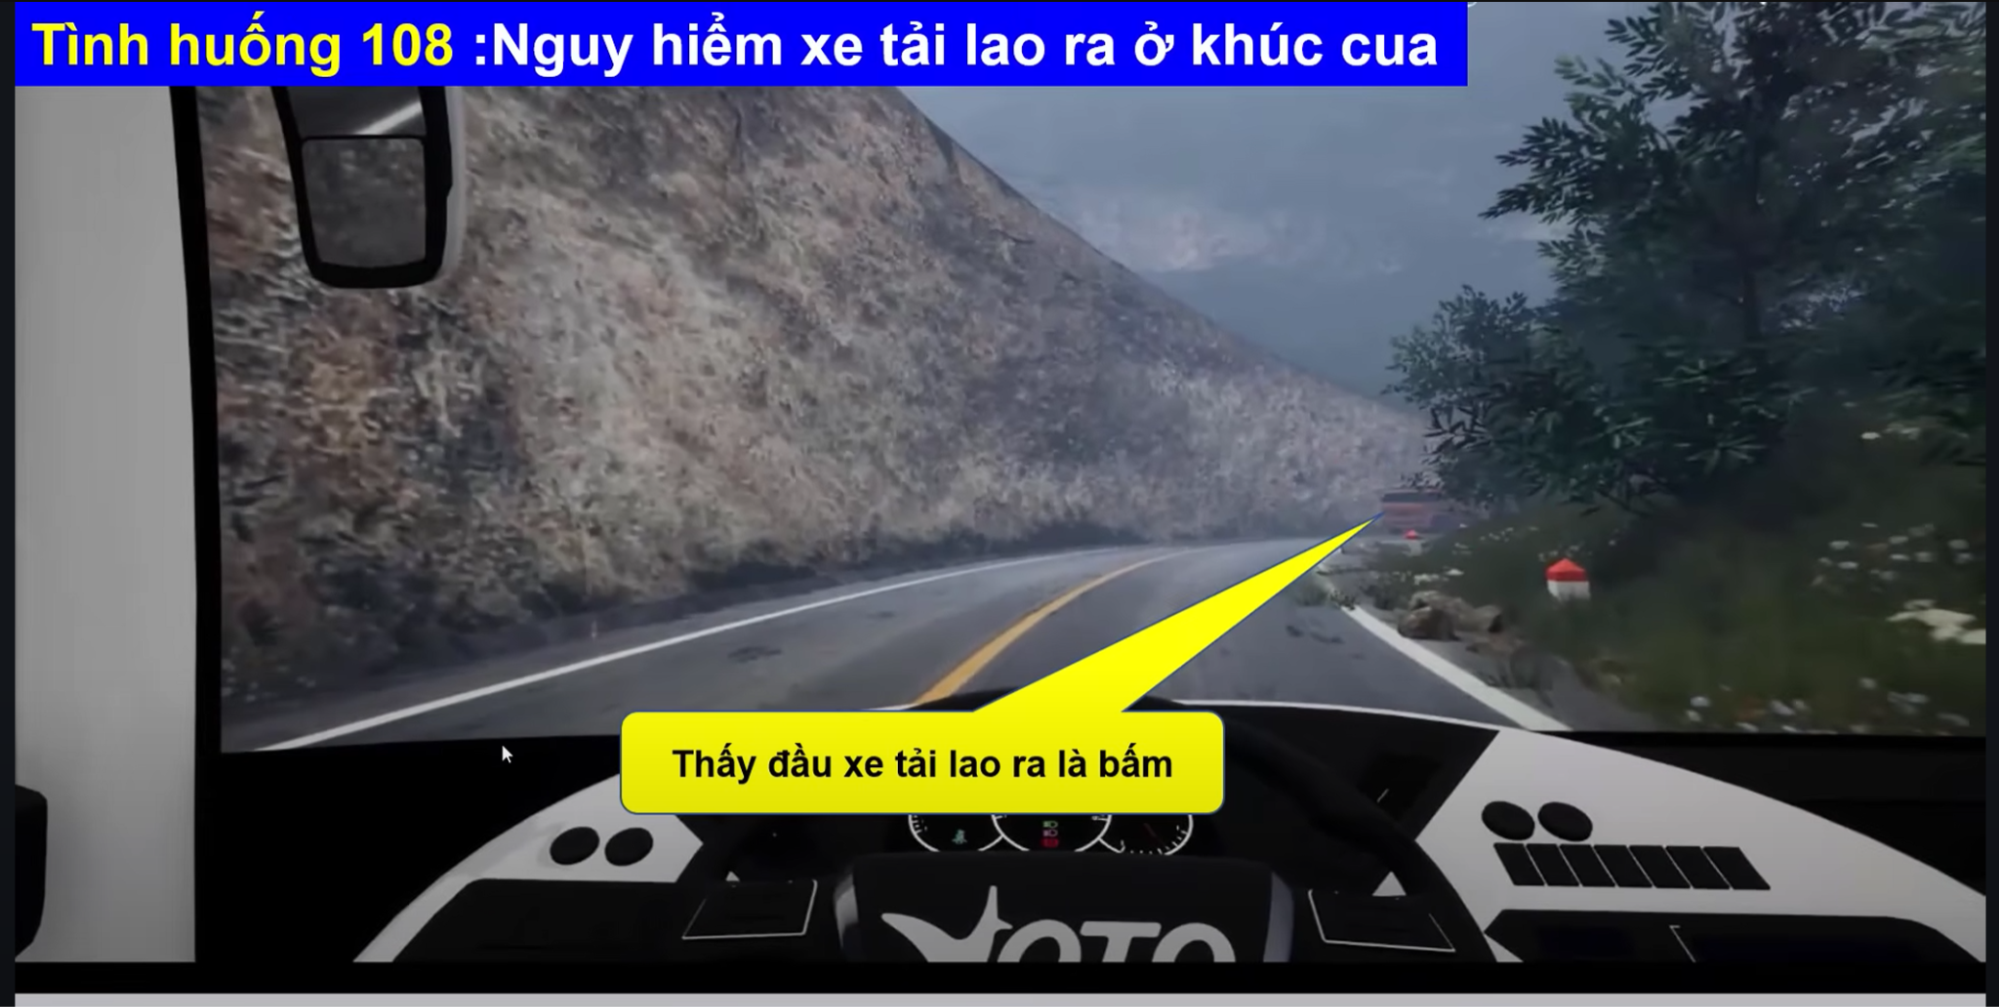 Tình huống 108 :Nguy hiểm xe tải lao ra ở khúc cua
Thấy đầu xe tải lao ra là bấm
OTO